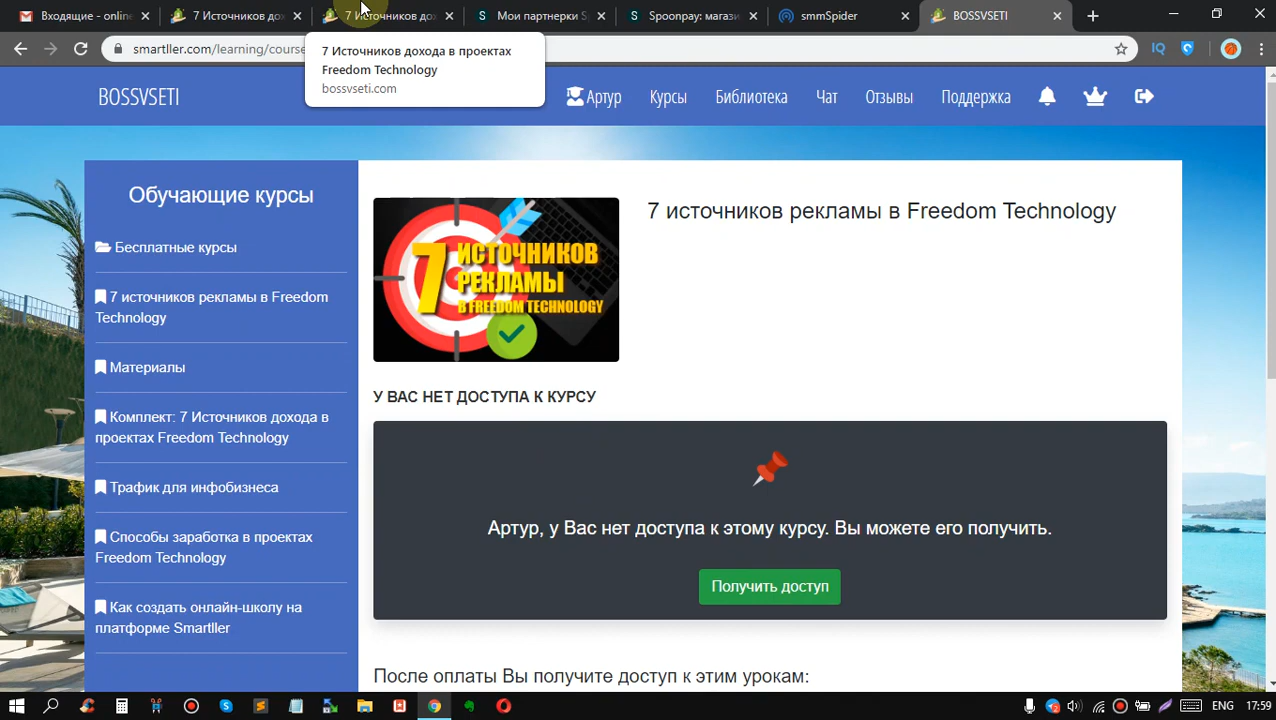 Входящие - onlin
7 Источников до
7 Источников до
Мои партнерки S
Spoonpay: магази
smmSpider
BOSSVSETI
smartller.com/learning/course
7 Источников дохода в проектах
Freedom Technology
bossvseti.com
BOSSVSETI
Артур
Курсы
Библиотека
Чат
Отзывы
Поддержка
Обучающие курсы
Бесплатные курсы
7 источников рекламы в Freedom
Technology
Материалы
Комплект: 7 Источников дохода в
проектах Freedom Technology
Трафик для инфобизнеса
Способы заработка в проектах
Freedom Technology
Как создать онлайн-школу на
платформе Smartller
7 ИСТОЧНИКОВ
РЕКЛАМЫ
В FREEDOM TECHNOLOGY
7 источников рекламы в Freedom Technology
У ВАС НЕТ ДОСТУПА К КУРСУ
Артур, у Вас нет доступа к этому курсу. Вы можете его получить.
Получить доступ
После оплаты Вы получите доступ к этим урокам:
ENG
17:59